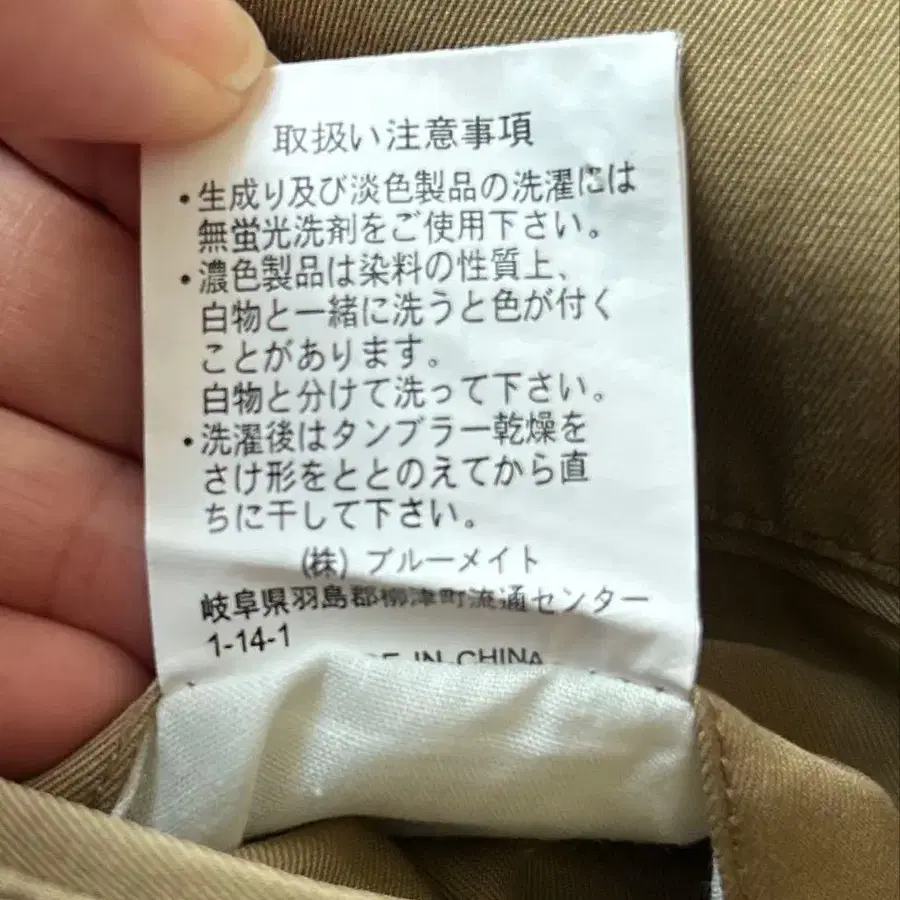 取扱い注意事項
・生成り及び淡色製品の洗濯には
無蛍光洗剤をご使用下さい。
・濃色製品は染料の性質上、
白物と一緒に洗うと色が付く
ことがあります。
白物と分けて洗って下さい。
・洗濯後はタンブラー乾燥を
さけ形をととのえてから直
ちに干して下さい。
(株) ブルーメイト
岐阜県羽島郡柳津町流通センター
1-14-1
IN CHINA